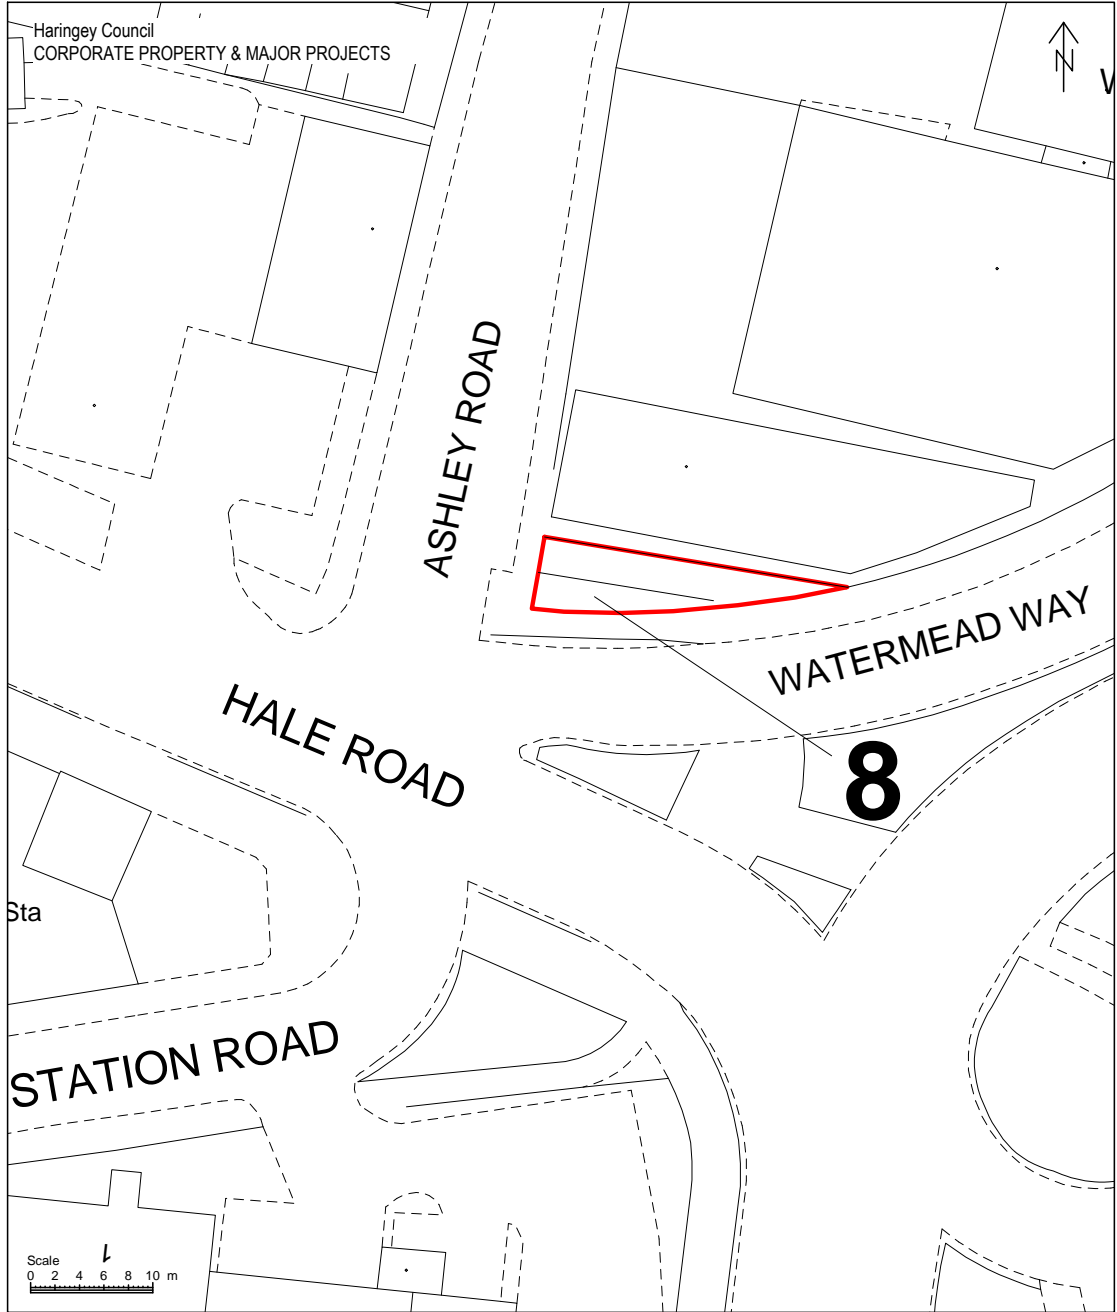 Haringey Council
CORPORATE PROPERTY & MAJOR PROJECTS
N
ASHLEY ROAD
WATERMEAD WAY
HALE ROAD
8
Sta
STATION ROAD
Scale
0 2 4 6 8 10 m